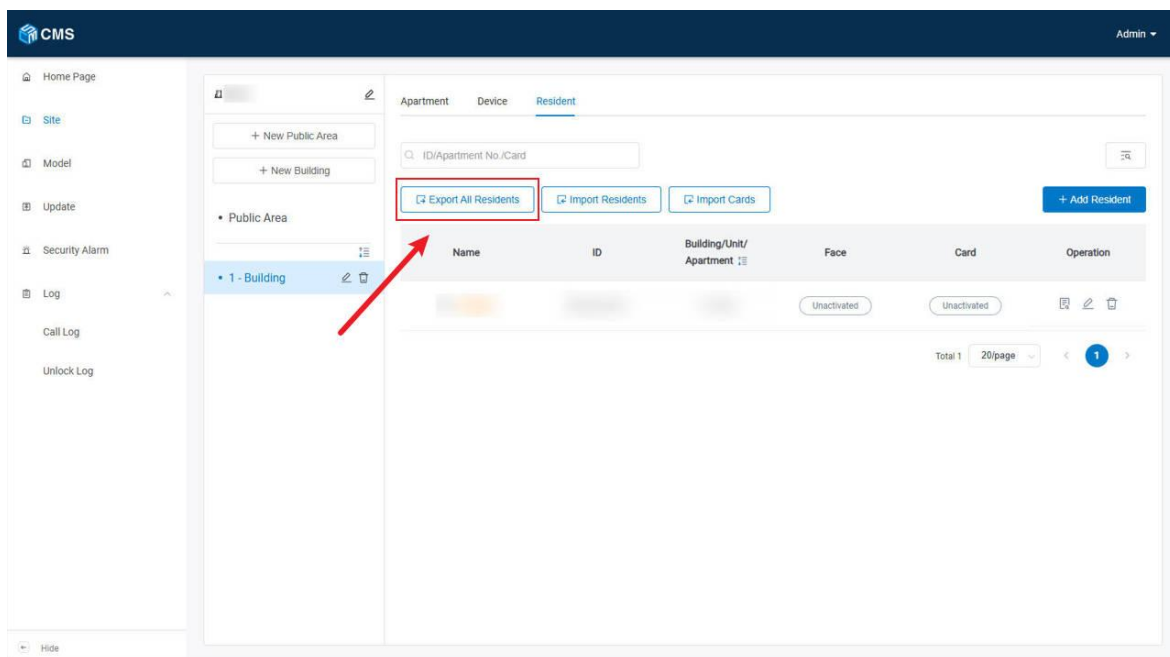 CMS
Admin
Home Page
Site
Model
Update
Security Alarm
Log
Call Log
Unlock Log
Hide
+ New Public Area
+ New Building
• Public Area
• 1 - Building
Apartment Device Resident
ID/Apartment No./Card
Export All Residents Import Residents Import Cards + Add Resident
Name ID Building/Unit/ Face Card Operation
Apartment
Unactivated Unactivated
Total 1 20/page < 1 >